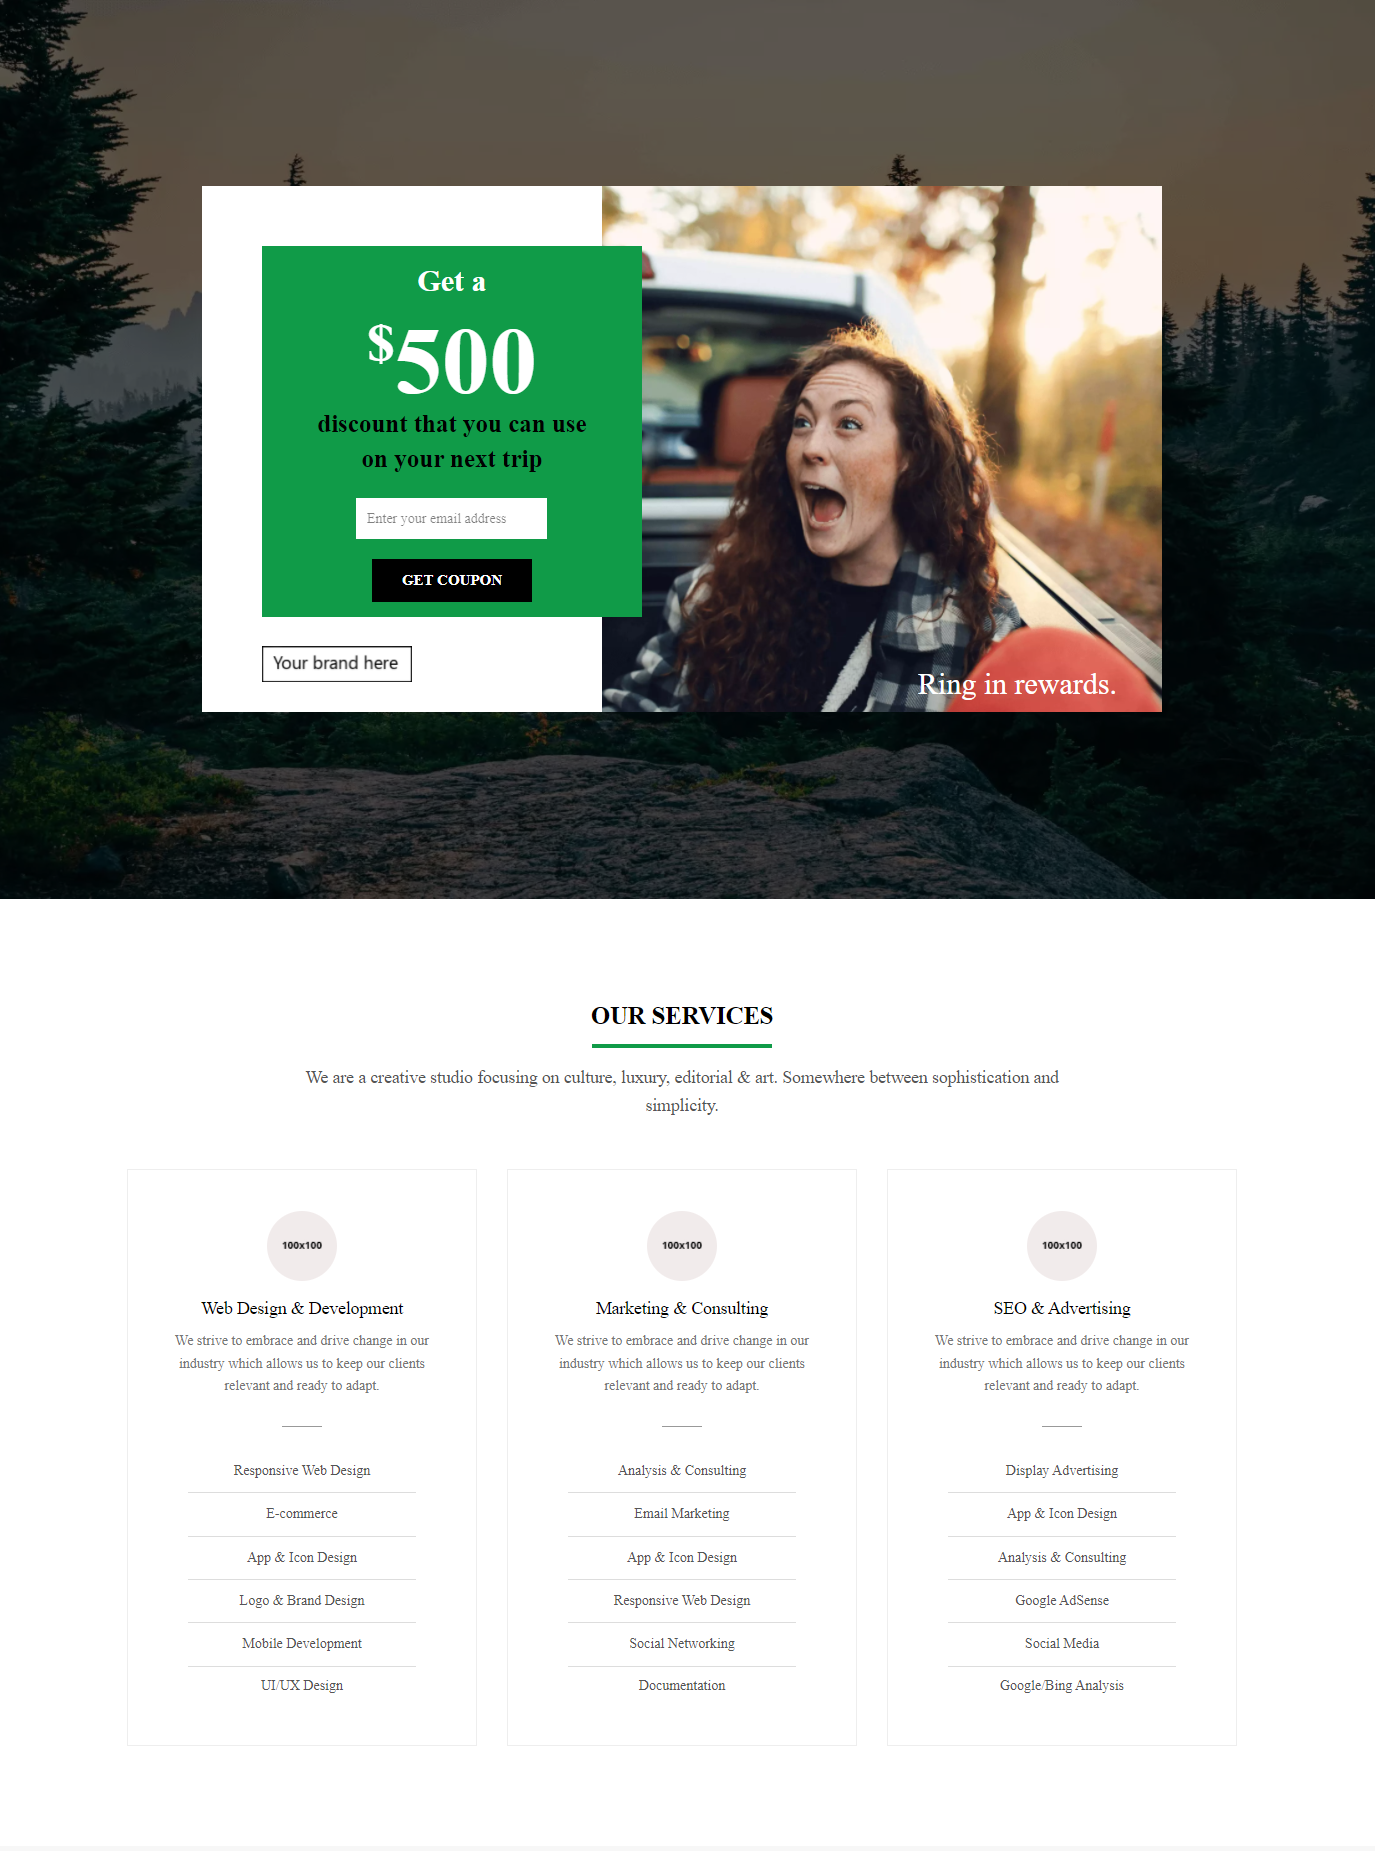 Get a
$500
discount that you can use
on your next trip
Enter your email address
GET COUPON
Your brand here
Ring in rewards.
OUR SERVICES
We are a creative studio focusing on culture, luxury, editorial & art. Somewhere between sophistication and
simplicity.
100x100
Web Design & Development
We strive to embrace and drive change in our
industry which allows us to keep our clients
relevant and ready to adapt.
Responsive Web Design
E-commerce
App & Icon Design
Logo & Brand Design
Mobile Development
UI/UX Design
100x100
Marketing & Consulting
We strive to embrace and drive change in our
industry which allows us to keep our clients
relevant and ready to adapt.
Analysis & Consulting
Email Marketing
App & Icon Design
Responsive Web Design
Social Networking
Documentation
100x100
SEO & Advertising
We strive to embrace and drive change in our
industry which allows us to keep our clients
relevant and ready to adapt.
Display Advertising
App & Icon Design
Analysis & Consulting
Google AdSense
Social Media
Google/Bing Analysis